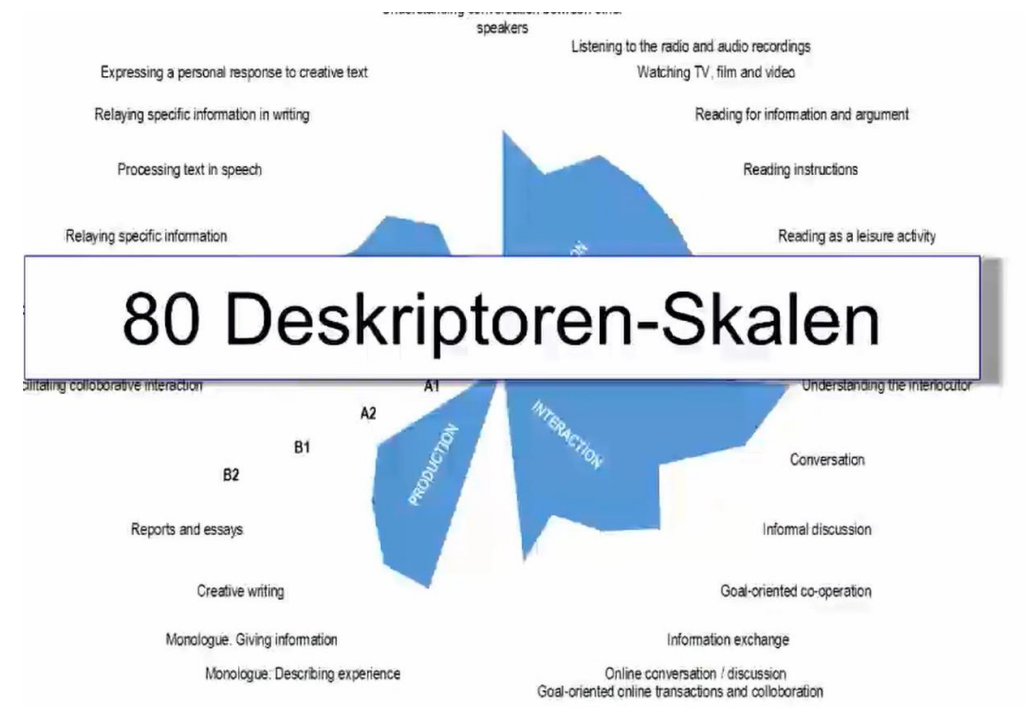 speakers
Listening to the radio and audio recordings
Expressing a personal response to creative text
Watching TV, film and video
Relaying specific information in writing
Reading for information and argument
Processing text in speech
Reading instructions
Relaying specific information
Reading as a leisure activity
80 Deskriptoren-Skalen
colloborative interaction
A1
Understanding the interlocutor
A2
INTERACTION
PRODUCTION
B1
Conversation
B2
Reports and essays
Informal discussion
Creative writing
Goal-oriented co-operation
Monologue. Giving information
Information exchange
Monologue: Describing experience
Online conversation / discussion
Goal-oriented online transactions and colloboration